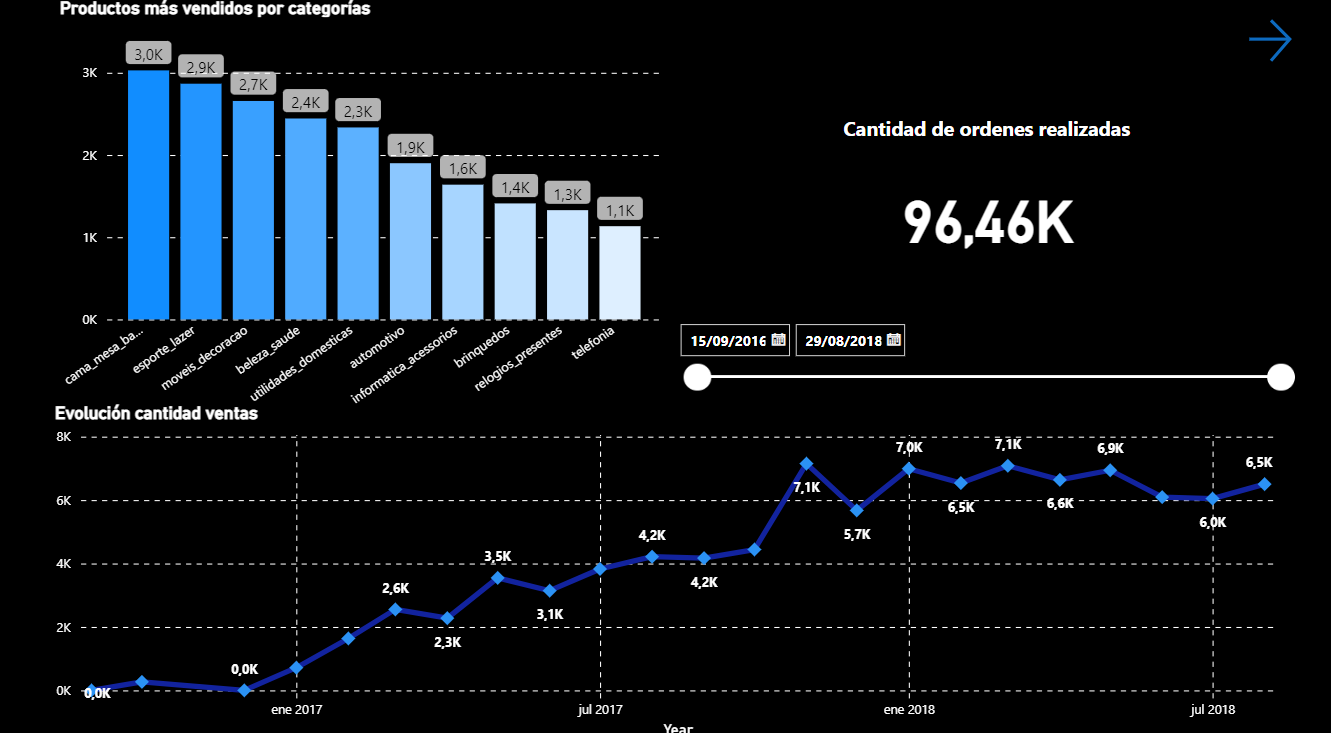 Productos más vendidos por categorías
3,0K
2,9K
2,7K
2,4K
2,3K
1,9K
1,6K
1,4K
1,3K
1,1K
3K
2K
1K
0K
cama_mesa_ba...
esporte_lazer
moveis_decoracao
beleza_saude
utilidades_domesticas
automotivo
informatica_acessorios
brinquedos
relogios_presentes
telefonia
Cantidad de ordenes realizadas
96,46K
15/09/2016
29/08/2018
Evolución cantidad ventas
8K
6K
4K
2K
0K
0,0K
0,0K
2,6K
2,3K
3,5K
3,1K
4,2K
4,2K
7,1K
5,7K
7,0K
6,5K
7,1K
6,6K
6,9K
6,0K
6,5K
ene 2017
jul 2017
ene 2018
jul 2018
Year